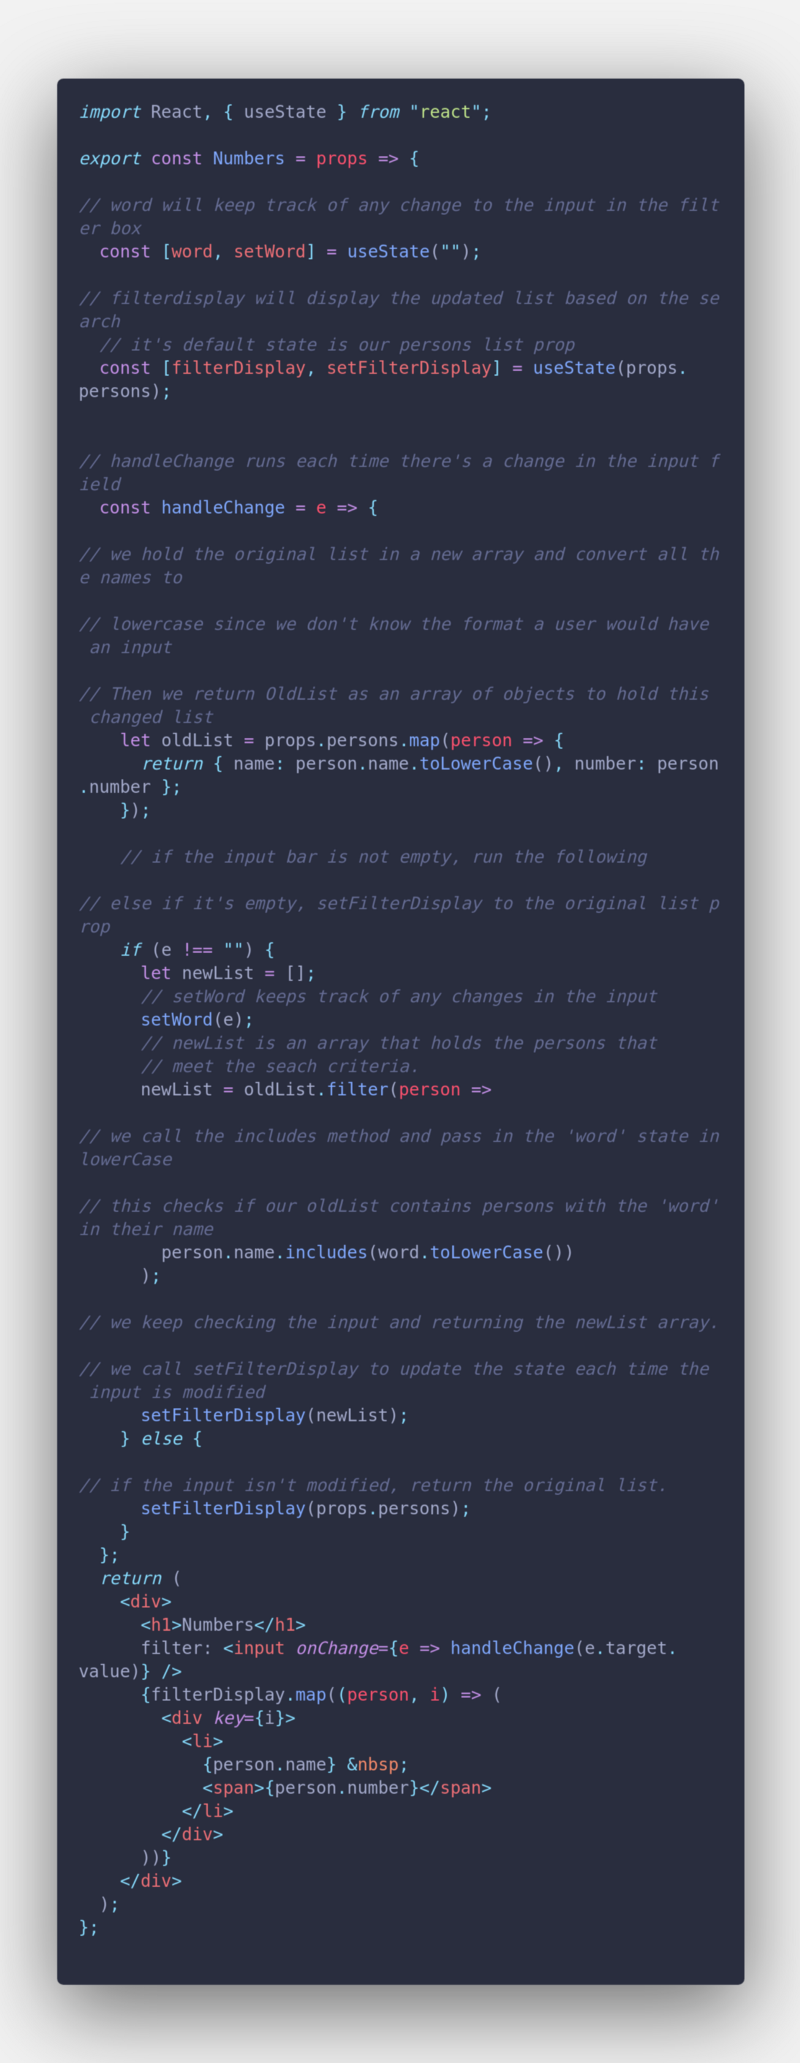 import React, { useState } from "react";

export const Numbers = props => {

// word will keep track of any change to the input in the filt
er box
  const [word, setWord] = useState("");

// filterdisplay will display the updated list based on the se
arch
  // it's default state is our persons list prop
  const [filterDisplay, setFilterDisplay] = useState(props.
persons);


// handleChange runs each time there's a change in the input f
ield
  const handleChange = e => {

// we hold the original list in a new array and convert all th
e names to

// lowercase since we don't know the format a user would have
 an input

// Then we return OldList as an array of objects to hold this
 changed list
    let oldList = props.persons.map(person => {
      return { name: person.name.toLowerCase(), number: person
.number };
    });

    // if the input bar is not empty, run the following

// else if it's empty, setFilterDisplay to the original list p
rop
    if (e !== "") {
      let newList = [];
      // setWord keeps track of any changes in the input
      setWord(e);
      // newList is an array that holds the persons that
      // meet the seach criteria.
      newList = oldList.filter(person =>

// we call the includes method and pass in the 'word' state in
lowerCase

// this checks if our oldList contains persons with the 'word'
in their name
        person.name.includes(word.toLowerCase())
      );

// we keep checking the input and returning the newList array.

// we call setFilterDisplay to update the state each time the
 input is modified
      setFilterDisplay(newList);
    } else {

// if the input isn't modified, return the original list.
      setFilterDisplay(props.persons);
    }
  };
  return (
    <div>
      <h1>Numbers</h1>
      filter: <input onChange={e => handleChange(e.target.
value)} />
      {filterDisplay.map((person, i) => (
        <div key={i}>
          <li>
            {person.name} &nbsp;
            <span>{person.number}</span>
          </li>
        </div>
      ))}
    </div>
  );
};